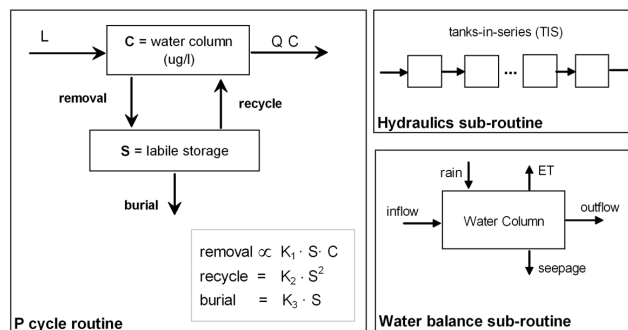 L
C = water column
(ug/l)
Q C
removal
recycle
S = labile storage
burial
removal ∝ K₁ · S · C
recycle = K₂ · S²
burial = K₃ · S
P cycle routine
tanks-in-series (TIS)
...
Hydraulics sub-routine
rain
ET
inflow
Water Column
outflow
seepage
Water balance sub-routine